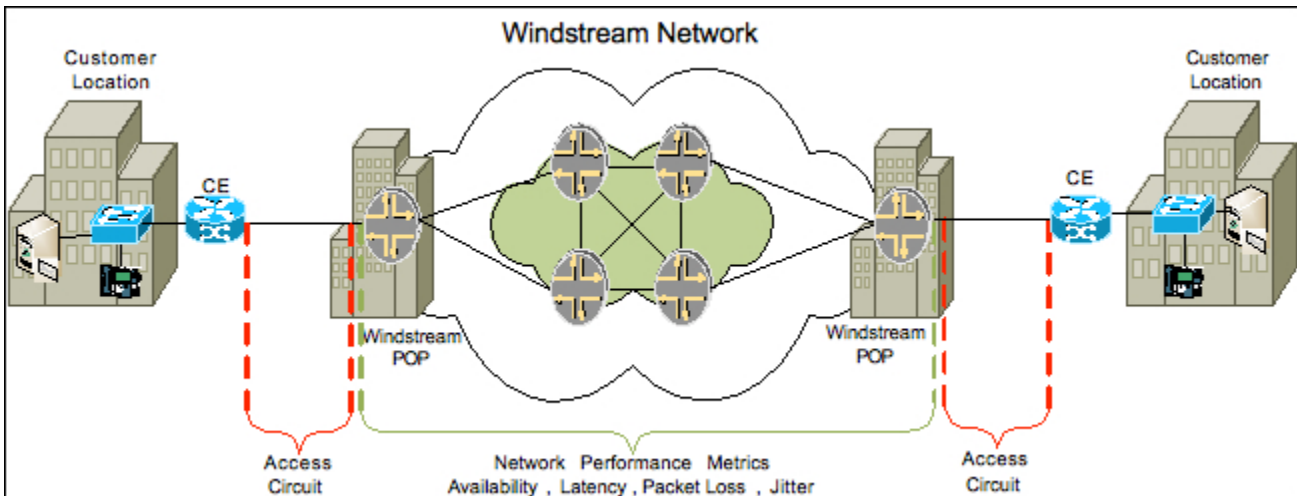 Windstream Network
Customer
Location
Customer
Location
CE
CE
Windstream
POP
Windstream
POP
Access
Circuit
Network Performance Metrics
Availability , Latency , Packet Loss , Jitter
Access
Circuit